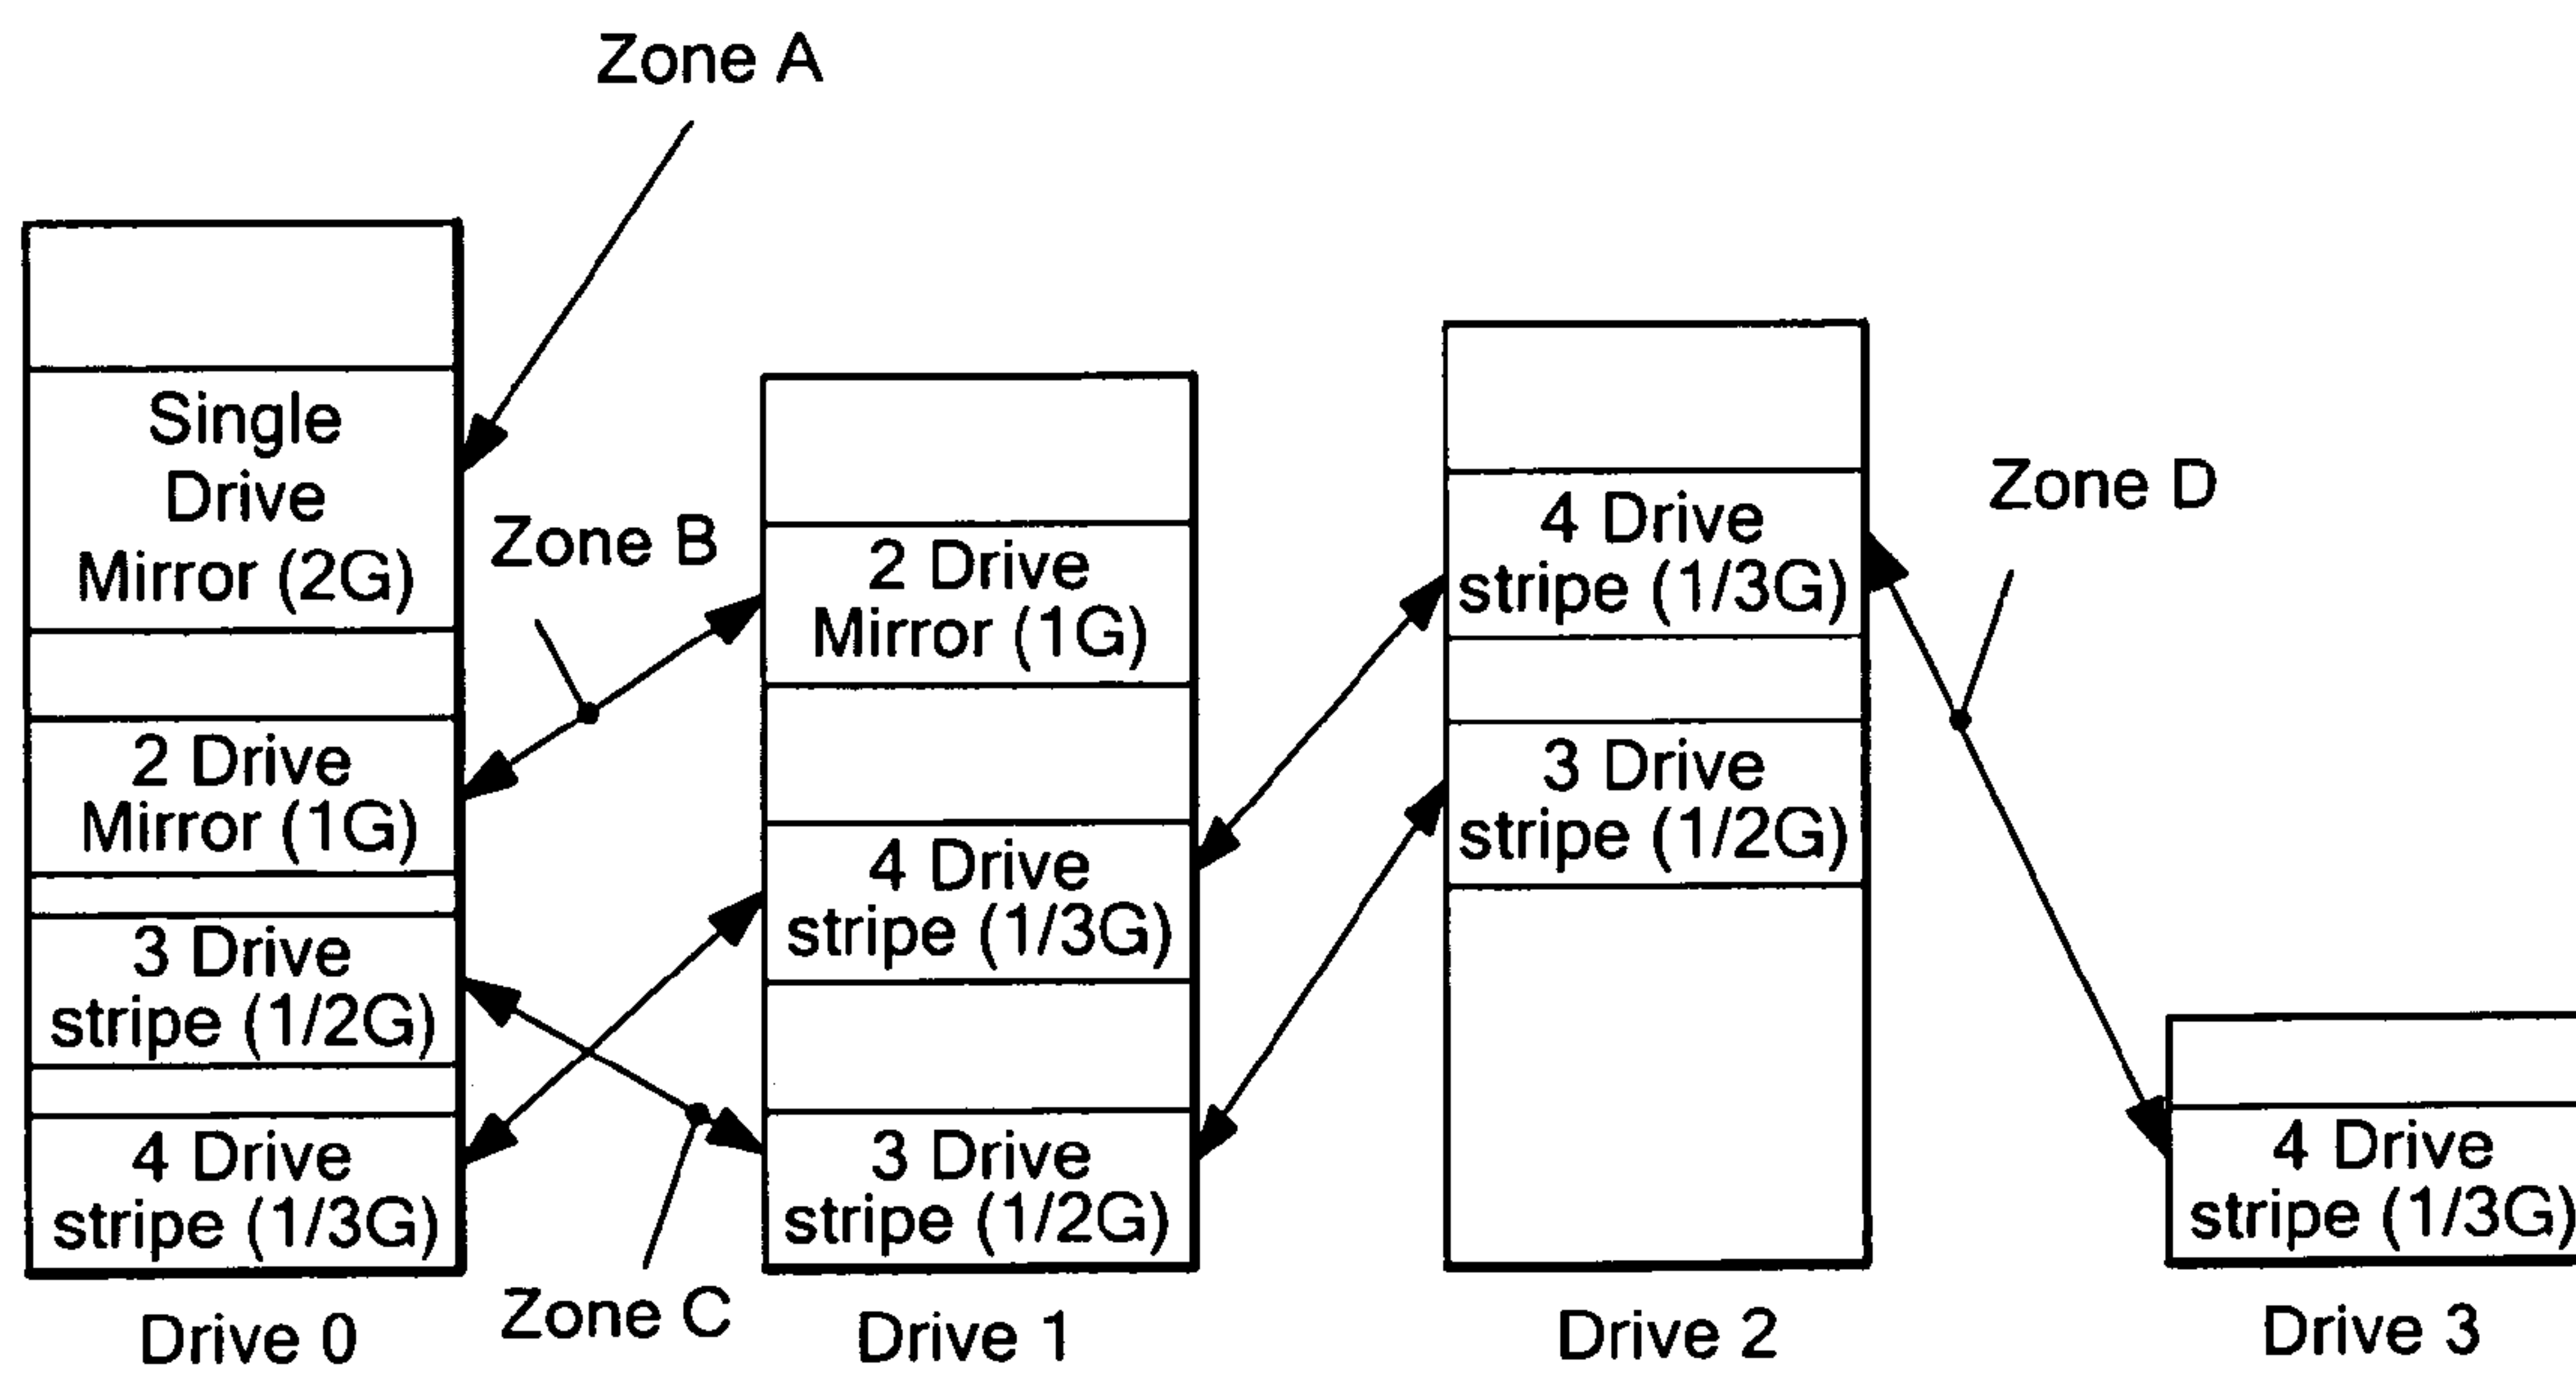 Zone A
Single
Drive
Mirror (2G)
2 Drive
Mirror (1G)
3 Drive
stripe (1/2G)
4 Drive
stripe (1/3G)
Drive 0
Zone B
Zone C
2 Drive
Mirror (1G)
4 Drive
stripe (1/3G)
3 Drive
stripe (1/2G)
Drive 1
4 Drive
stripe (1/3G)
3 Drive
stripe (1/2G)
Drive 2
Zone D
4 Drive
stripe (1/3G)
Drive 3